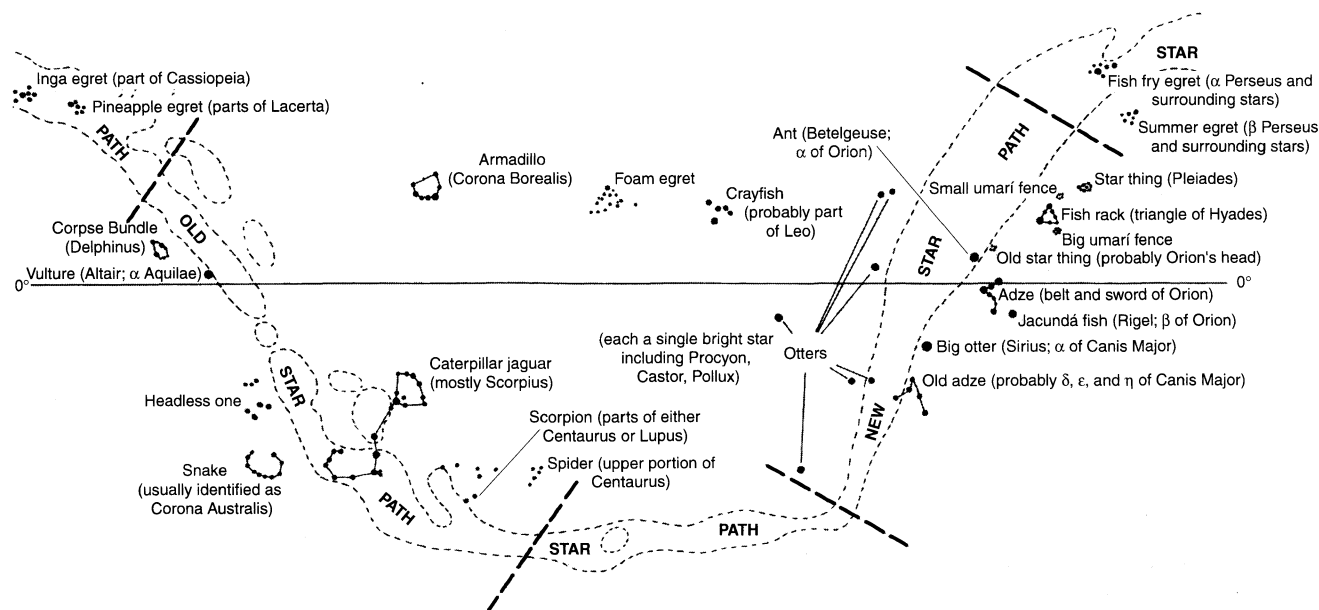 Inga egret (part of Cassiopeia)
Pineapple egret (parts of Lacerta)
PATH
OLD
Corpse Bundle
(Delphinus)
Vulture (Altair; α Aquilae)
0°
Armadillo
(Corona Borealis)
Foam egret
Crayfish
(probably part
of Leo)
Ant (Betelgeuse;
α of Orion)
STAR
Fish fry egret (α Perseus and
surrounding stars)
Summer egret (β Perseus
and surrounding stars)
PATH
Small umarí fence
Star thing (Pleiades)
Fish rack (triangle of Hyades)
Big umarí fence
Old star thing (probably Orion's head)
STAR
0°
Adze (belt and sword of Orion)
Jacundá fish (Rigel; β of Orion)
Big otter (Sirius; α of Canis Major)
Old adze (probably δ, ε, and η of Canis Major)
NEW
(each a single bright star
including Procyon,
Castor, Pollux)
Otters
Caterpillar jaguar
(mostly Scorpius)
STAR
Headless one
Snake
(usually identified as
Corona Australis)
PATH
Scorpion (parts of either
Centaurus or Lupus)
Spider (upper portion of
Centaurus)
STAR
PATH